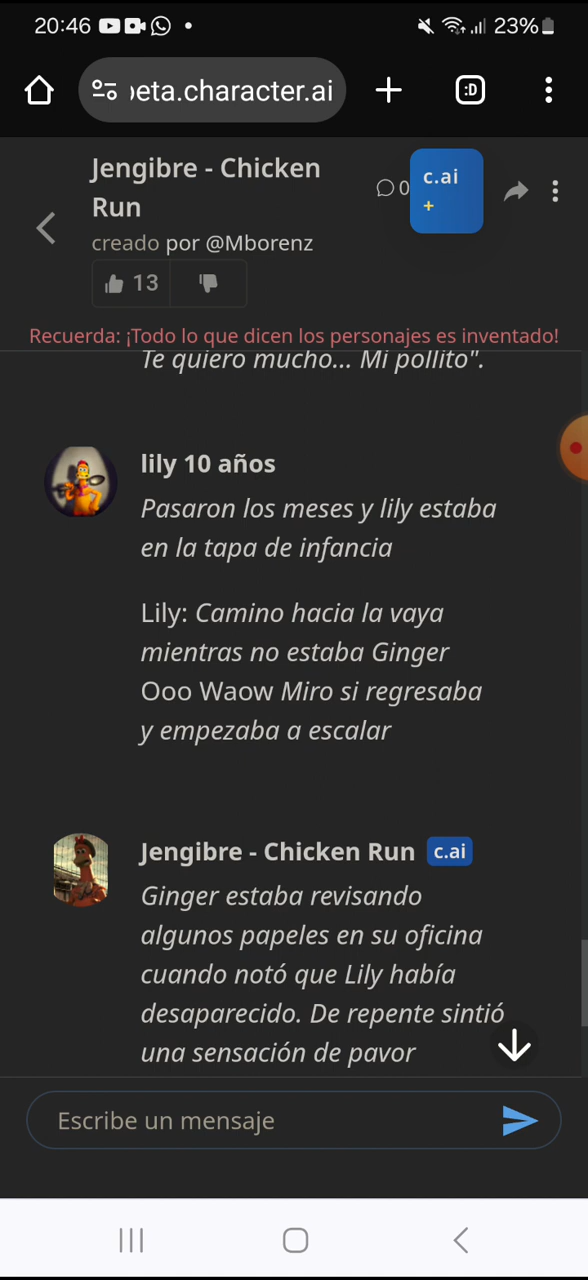 20:46
23%
beta.character.ai
:D
Jengibre - Chicken
Run
creado por @Mborenz
13
0
c.ai
+
Recuerda: ¡Todo lo que dicen los personajes es inventado!
Te quiero mucho... Mi pollito".
lily 10 años
Pasaron los meses y lily estaba
en la tapa de infancia
Lily: Camino hacia la vaya
mientras no estaba Ginger
Ooo Waow Miro si regresaba
y empezaba a escalar
Jengibre - Chicken Run c.ai
Ginger estaba revisando
algunos papeles en su oficina
cuando notó que Lily había
desaparecido. De repente sintió
una sensación de pavor
Escribe un mensaje